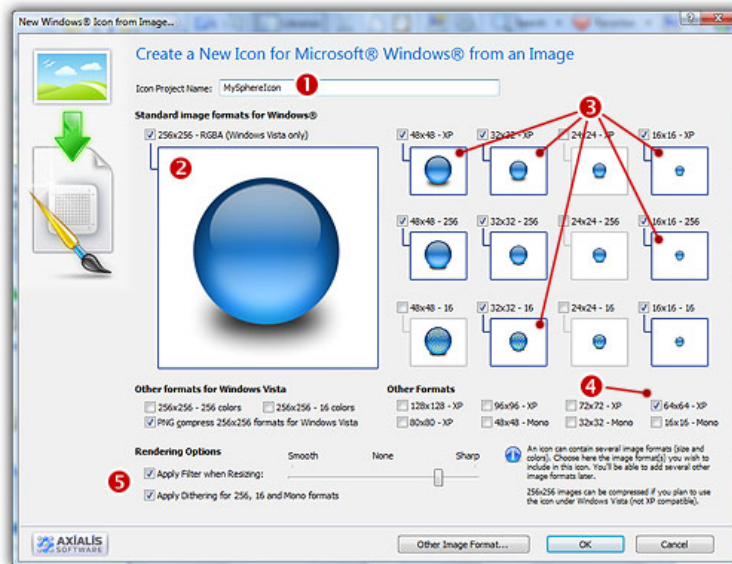 New Windows® Icon from Image...
Create a New Icon for Microsoft® Windows® from an Image
Icon Project Name: MySphereIcon 1
Standard image formats for Windows®
256x256 - RGBA (Windows Vista only)
48x48 - XP 32x32 - XP 24x24 - XP 16x16 - XP
2
3
48x48 - 256 32x32 - 256 24x24 - 256 16x16 - 256
48x48 - 16 32x32 - 16 24x24 - 16 16x16 - 16
Other formats for Windows Vista
256x256 - 256 colors 256x256 - 16 colors
PNG compress 256x256 formats for Windows Vista
Other Formats
4
128x128 - XP 96x96 - XP 72x72 - XP 64x64 - XP
80x80 - XP 48x48 - Mono 32x32 - Mono 16x16 - Mono
Rendering Options
Smooth None Sharp
5
Apply Filter when Resizing:
Apply Dithering for 256, 16 and Mono formats
An icon can contain several image formats (size and
colors). Choose here the image format(s) you wish to
include in this icon. You'll be able to add several other
image formats later.
256x256 images can be compressed if you plan to use
the icon under Windows Vista (not XP compatible).
AXIALIS
SOFTWARE
Other Image Format... OK Cancel